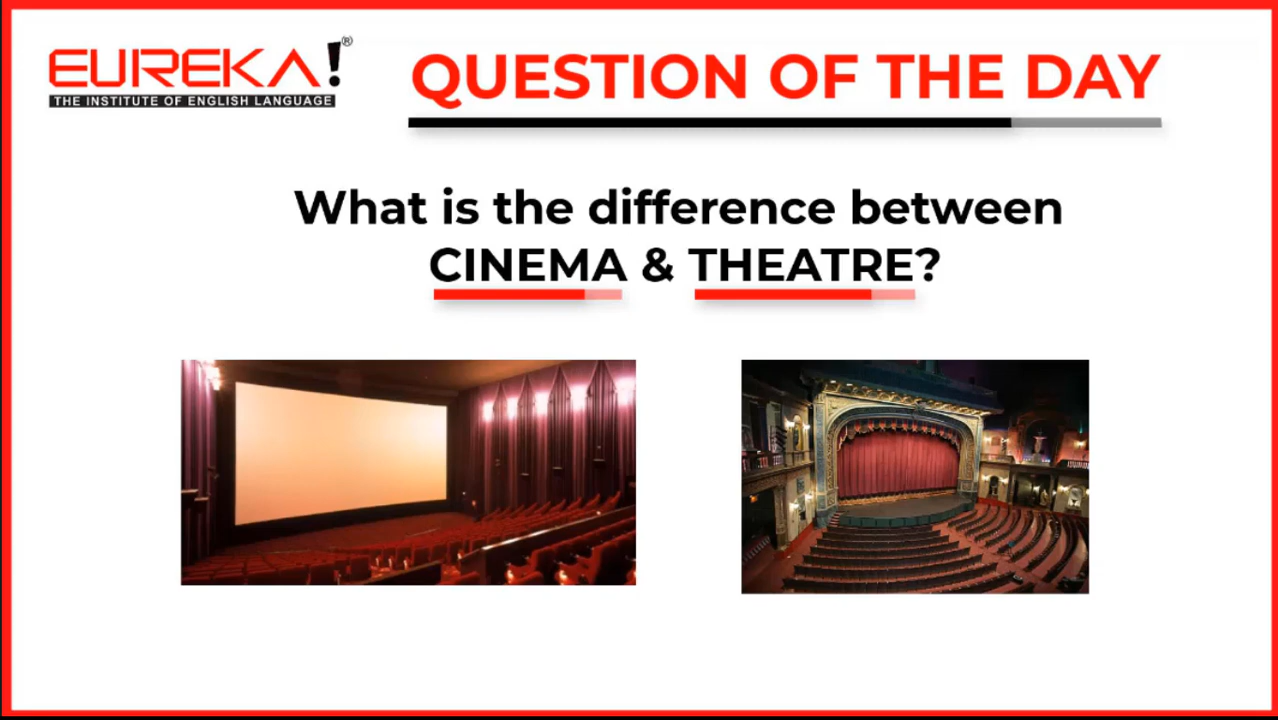 EUREKA! ®
THE INSTITUTE OF ENGLISH LANGUAGE
QUESTION OF THE DAY
What is the difference between
CINEMA & THEATRE?